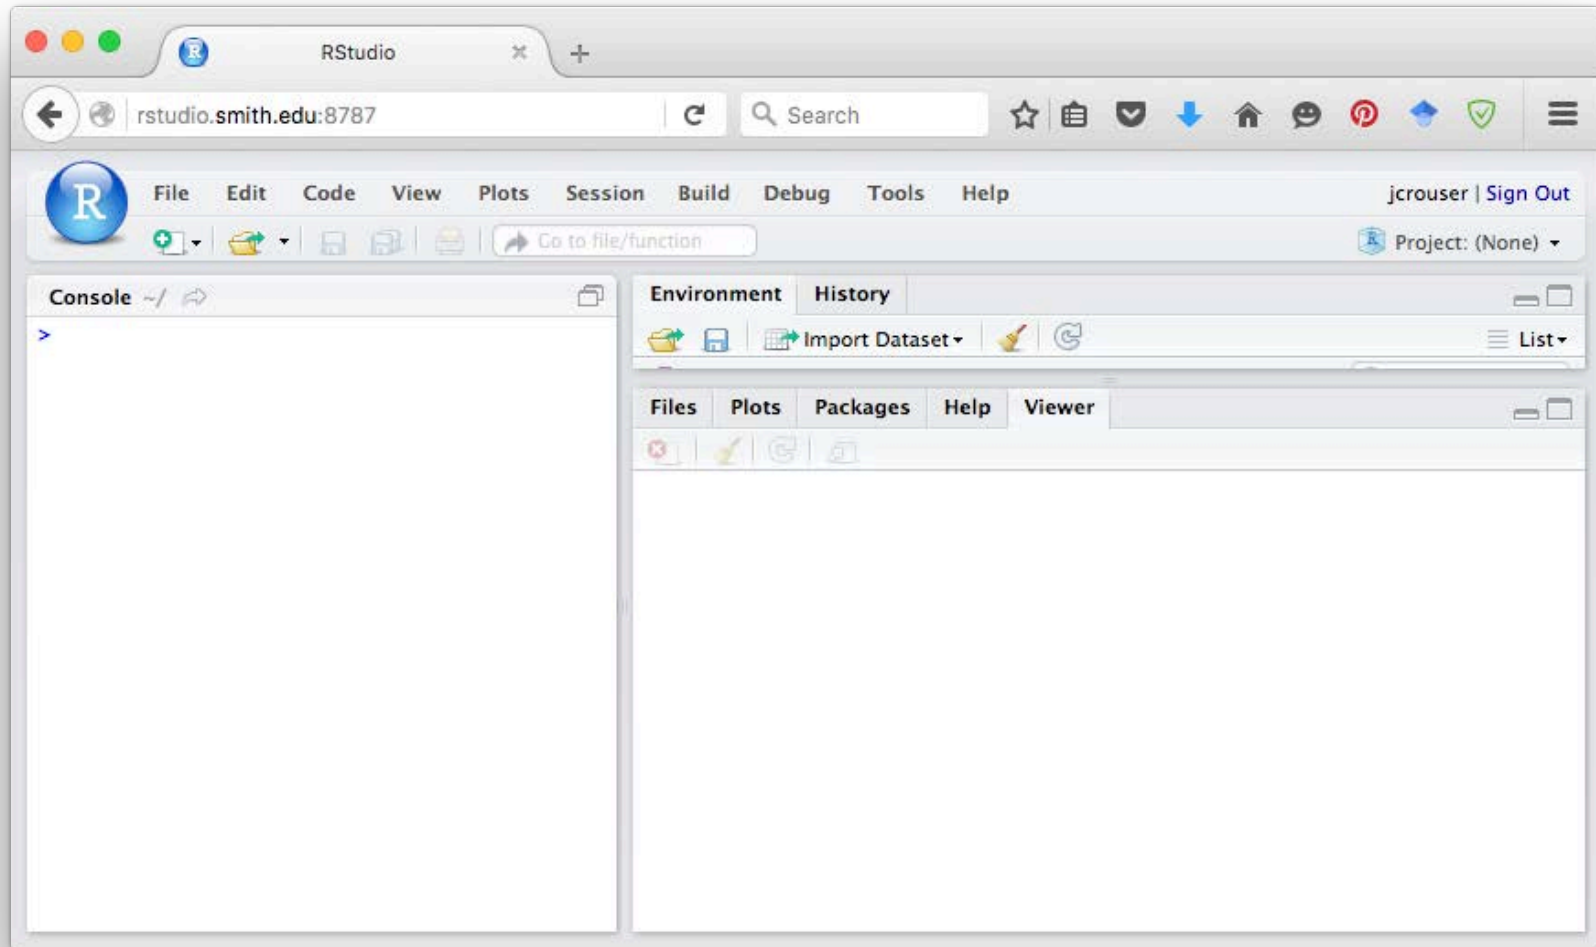 RStudio
rstudio.smith.edu:8787
Search
R
File Edit Code View Plots Session Build Debug Tools Help
jcrouser | Sign Out
Go to file/function
Project: (None)
Console ~/
>
Environment History
Import Dataset
List
Files Plots Packages Help Viewer